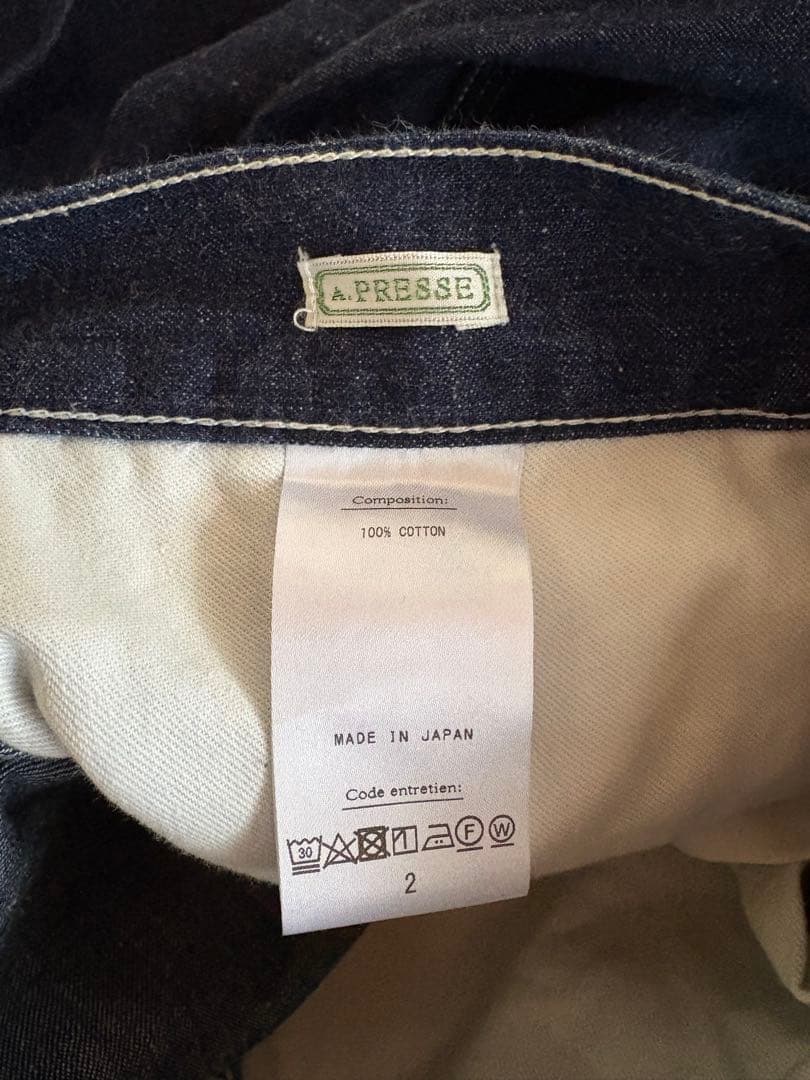 A.PRESSE
Composition:
100% COTTON
MADE IN JAPAN
Code entretien:
30 F W
2